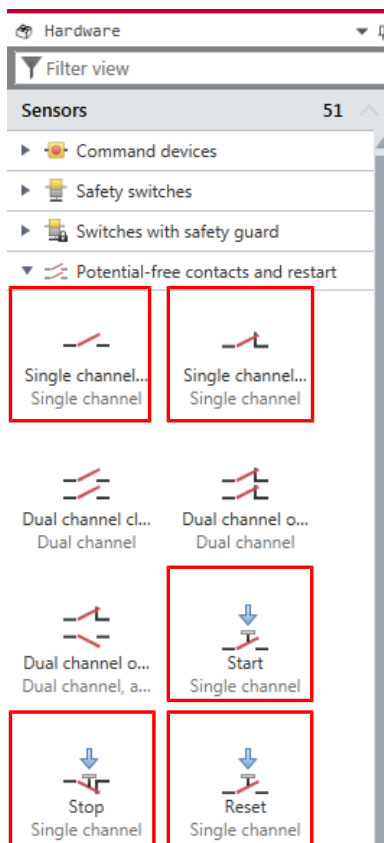 Hardware
Filter view
Sensors 51
Command devices
Safety switches
Switches with safety guard
Potential-free contacts and restart
Single channel... Single channel...
Single channel Single channel
Dual channel cl... Dual channel o...
Dual channel Dual channel
Dual channel o... Start
Dual channel, a... Single channel
Stop Reset
Single channel Single channel